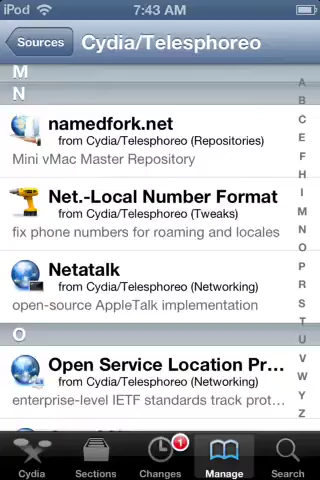 iPod 7:43 AM
Sources Cydia/Telesphoreo
M
N
namedfork.net
from Cydia/Telesphoreo (Repositories)
Mini vMac Master Repository
Net.-Local Number Format
from Cydia/Telesphoreo (Tweaks)
fix phone numbers for roaming and locales
Netatalk
from Cydia/Telesphoreo (Networking)
open-source AppleTalk implementation
O
Open Service Location Pr...
from Cydia/Telesphoreo (Networking)
enterprise-level IETF standards track prot...
A
B
C
E
F
H
I
M
N
O
P
R
S
T
U
V
W
Y
Z
1
Cydia Sections Changes Manage Search